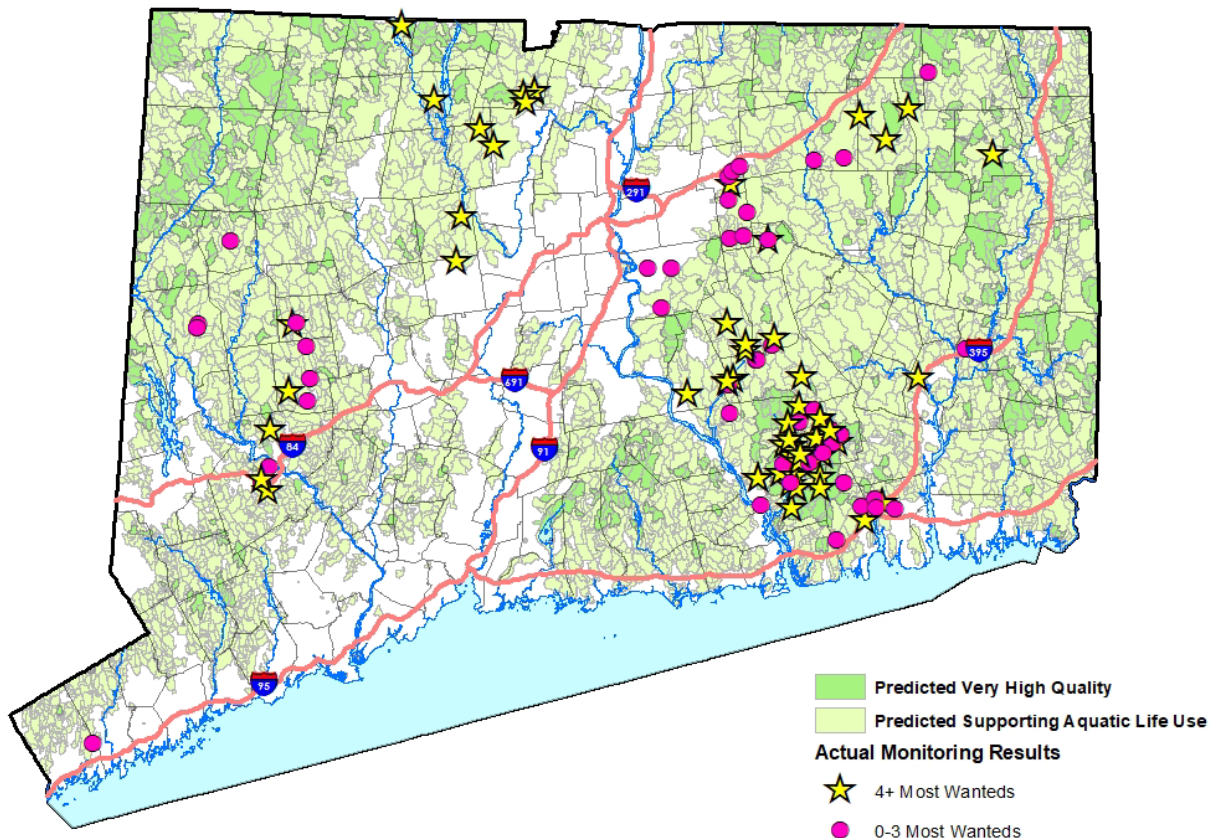 291
395
691
84
91
95
Predicted Very High Quality
Predicted Supporting Aquatic Life Use
Actual Monitoring Results
4+ Most Wanteds
0-3 Most Wanteds